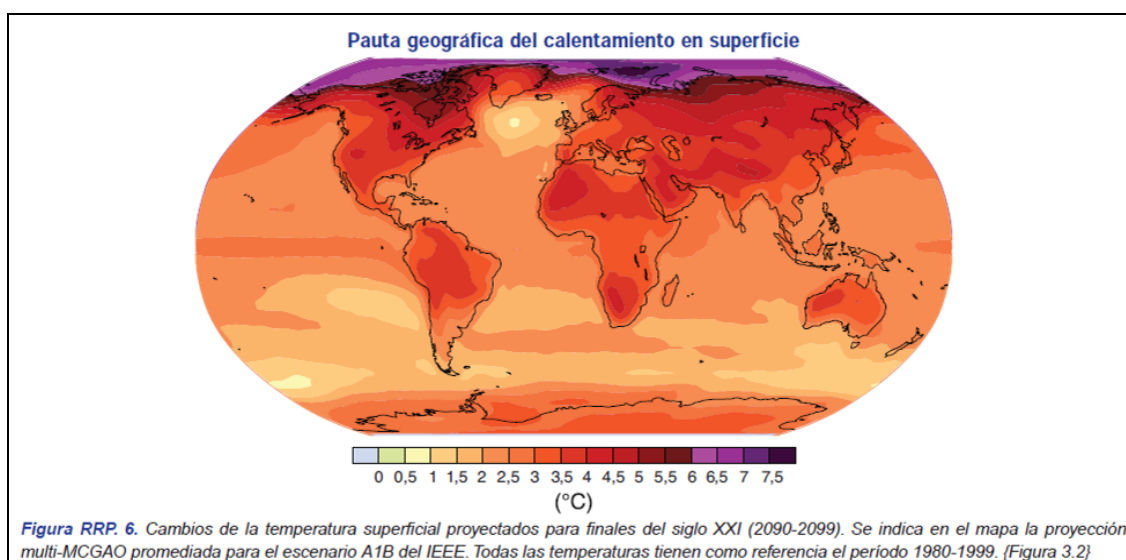 Pauta geográfica del calentamiento en superficie
0 0,5 1 1,5 2 2,5 3 3,5 4 4,5 5 5,5 6 6,5 7 7,5
(°C)
Figura RRP. 6. Cambios de la temperatura superficial proyectados para finales del siglo XXI (2090-2099). Se indica en el mapa la proyección
multi-MCGAO promediada para el escenario A1B del IEEE. Todas las temperaturas tienen como referencia el período 1980-1999. {Figura 3.2}